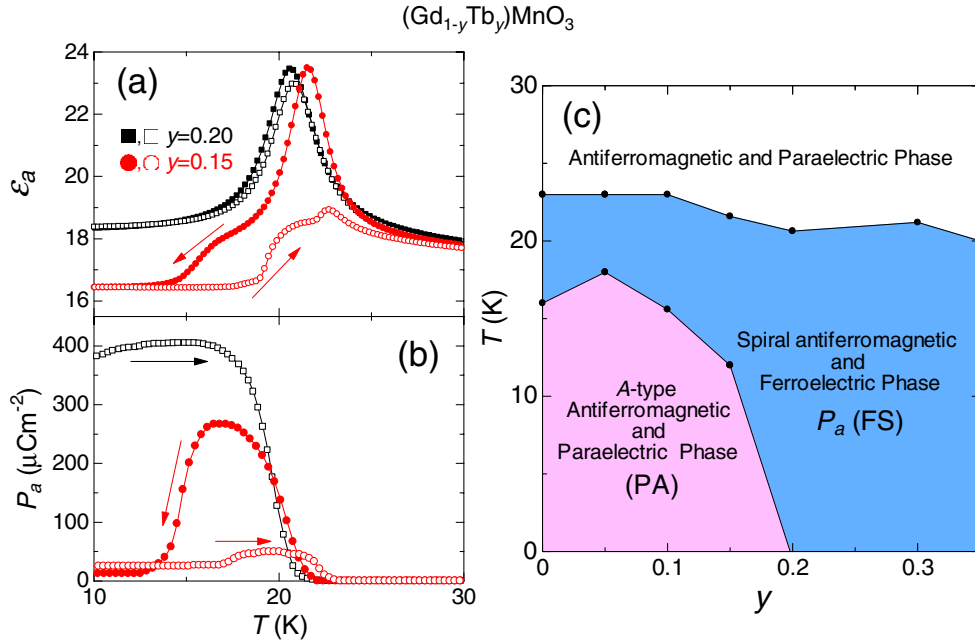 (Gd1-yTby)MnO3
(a)
24
22
20
18
16
εa
■,□ y=0.20
●,○ y=0.15
(b)
400
300
200
100
0
Pa (μCm-2)
10
20
30
T (K)
(c)
30
20
10
0
T (K)
Antiferromagnetic and Paraelectric Phase
Spiral antiferromagnetic
and
Ferroelectric Phase
Pa (FS)
A-type
Antiferromagnetic
and
Paraelectric Phase
(PA)
0
0.1
0.2
0.3
y